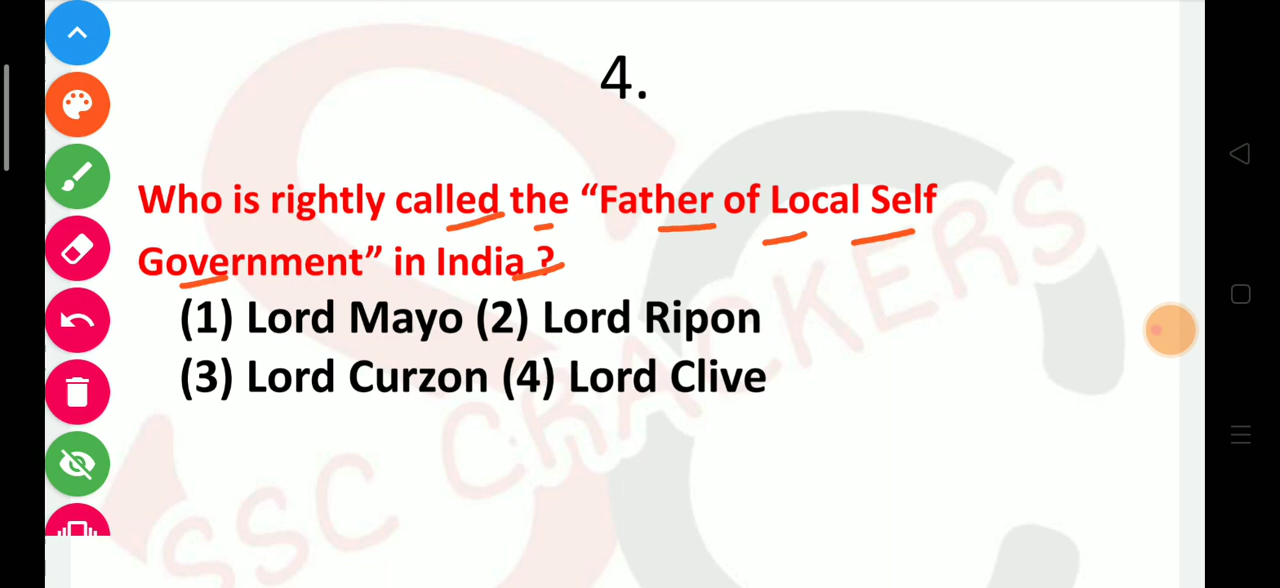 4.
Who is rightly called the “Father of Local Self
Government” in India ?
(1) Lord Mayo (2) Lord Ripon
(3) Lord Curzon (4) Lord Clive
SSC CRACKERS